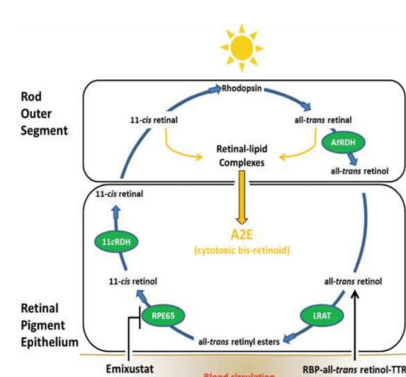 Rod
Outer
Segment
Rhodopsin
11-cis retinal
all-trans retinal
AtRDH
Retinal-lipid
Complexes
all-trans retinol
11-cis retinal
A2E
(cytotoxic bis-retinoid)
11cRDH
11-cis retinol
all-trans retinol
Retinal
Pigment
Epithelium
RPE65
LRAT
all-trans retinyl esters
Emixustat
Blood circulation
RBP-all-trans retinol-TTR